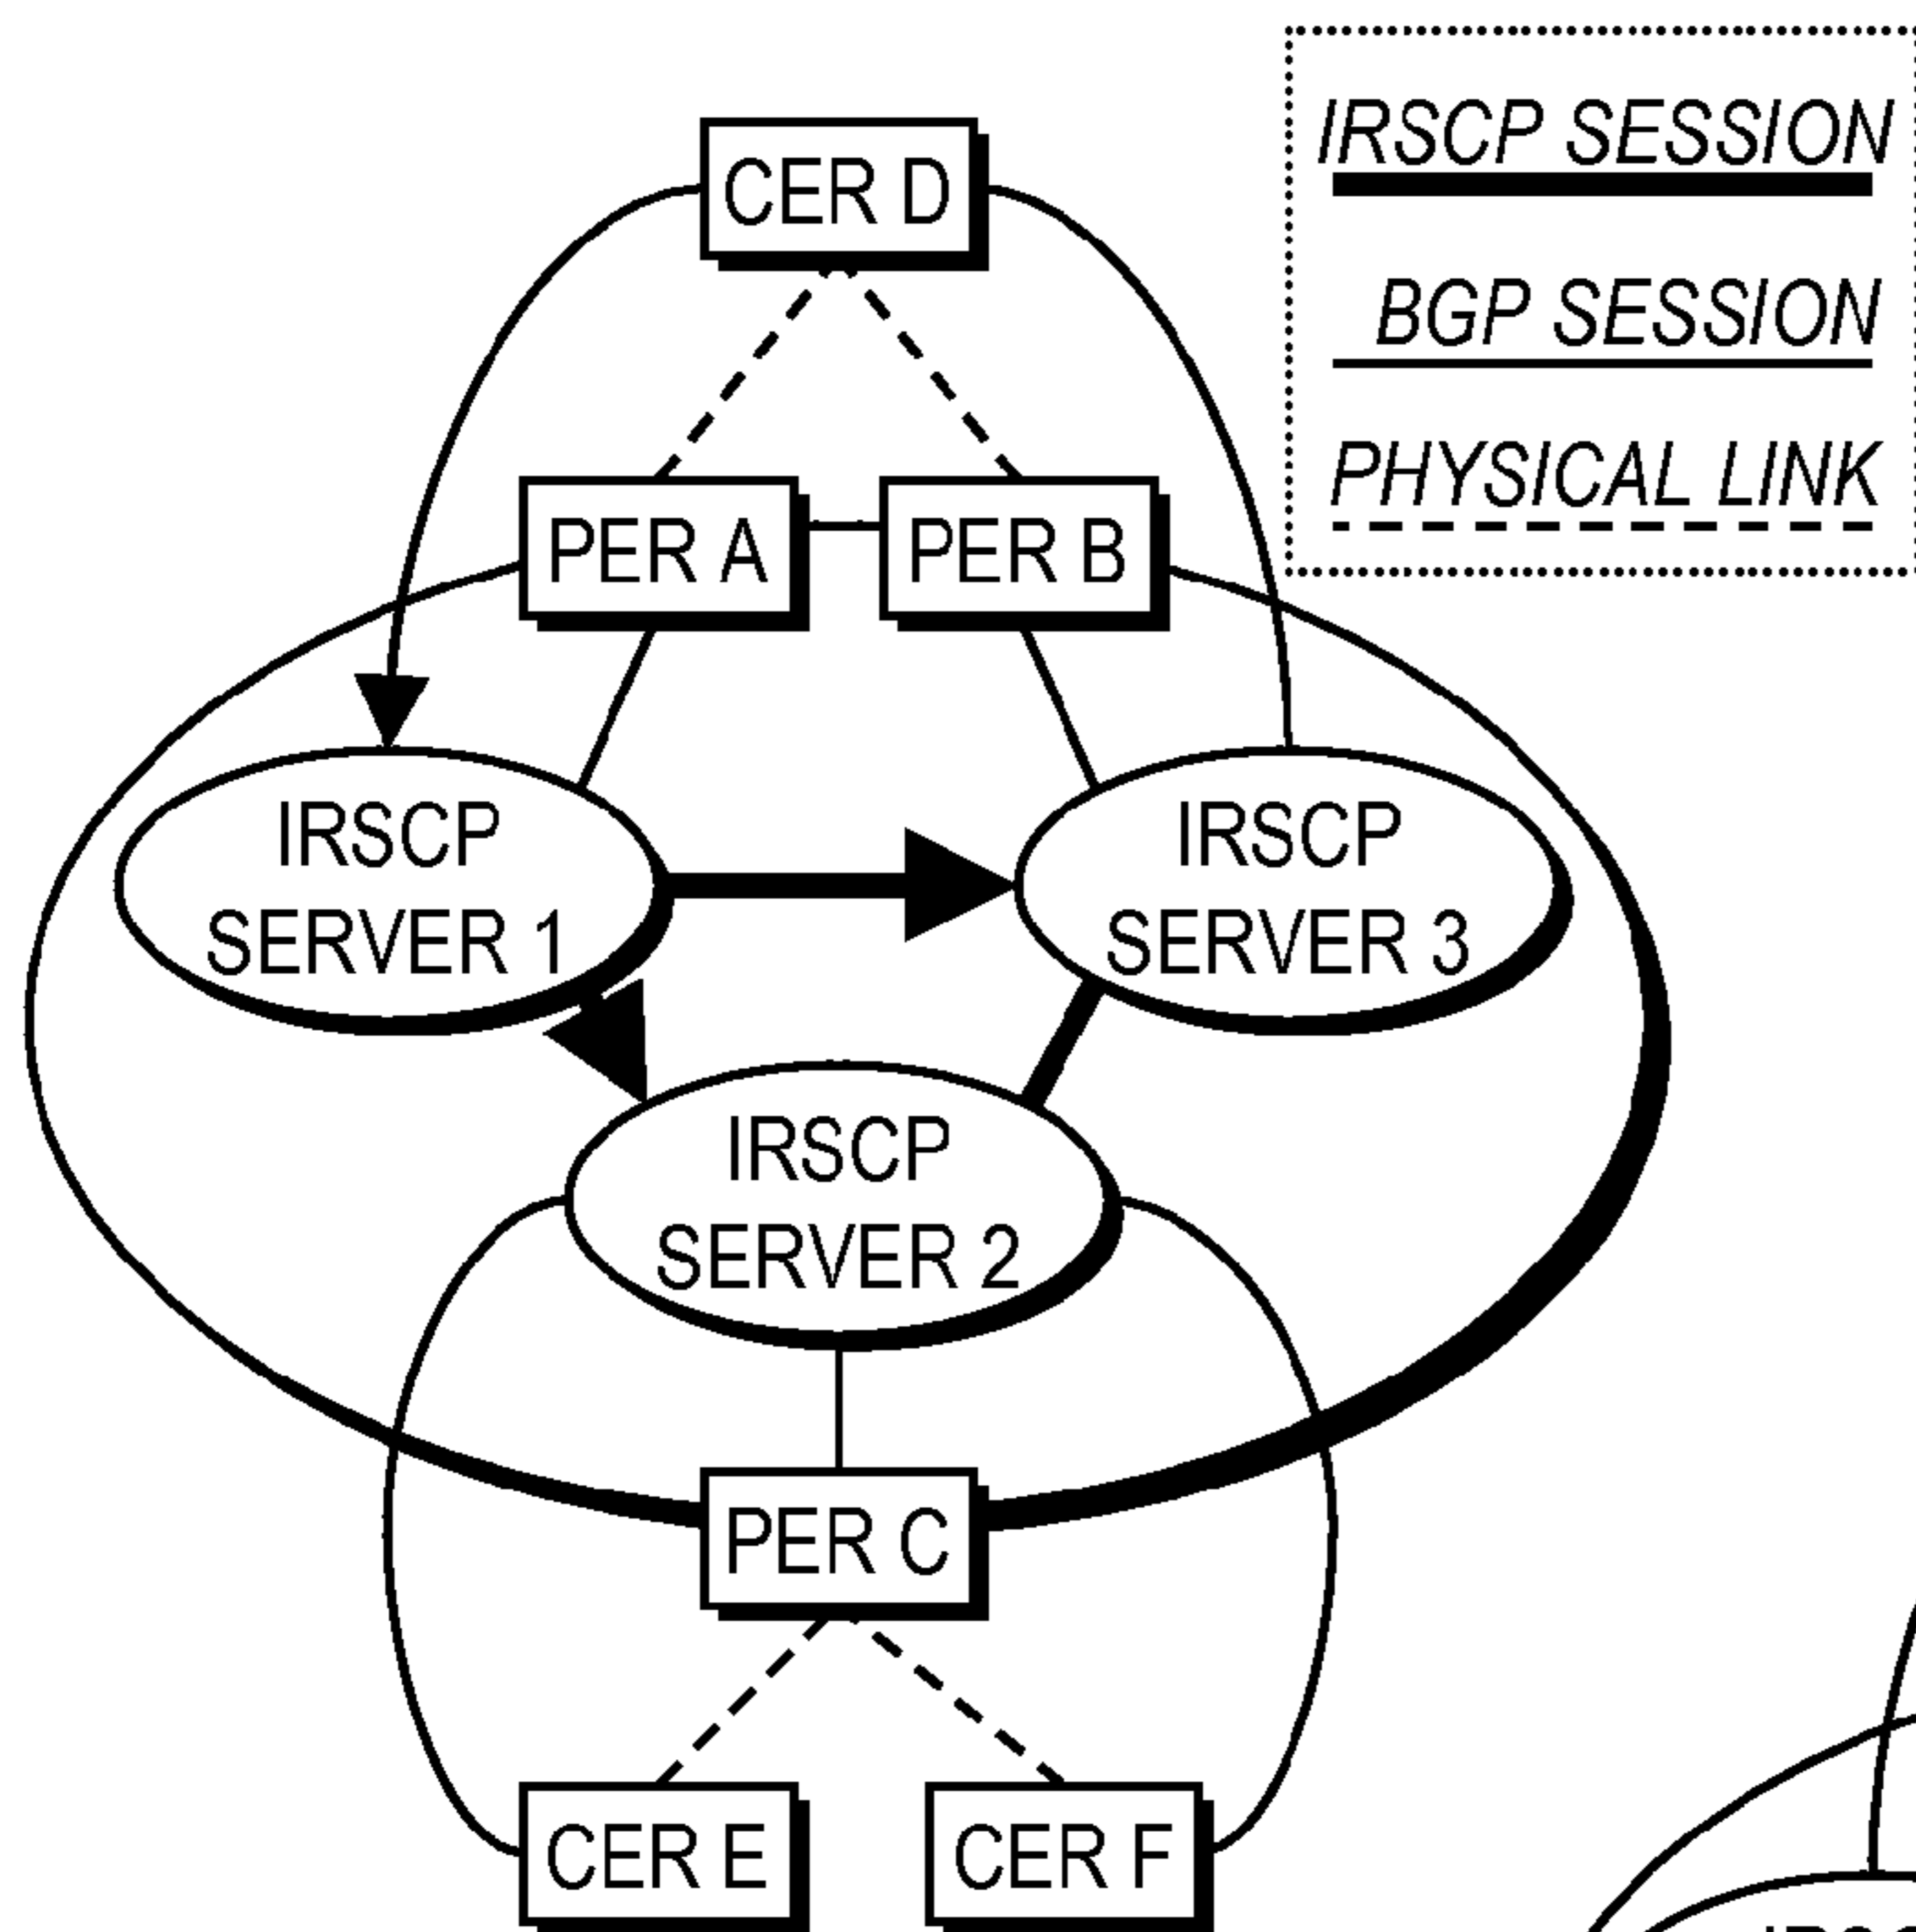 IRSCP SESSION
BGP SESSION
PHYSICAL LINK
CER D
PER A
PER B
IRSCP
SERVER 1
IRSCP
SERVER 3
IRSCP
SERVER 2
PER C
CER E
CER F